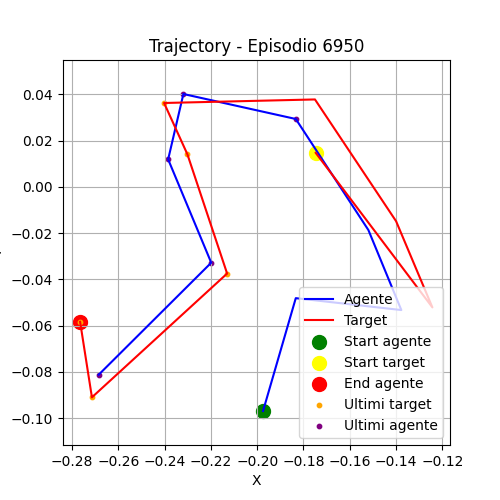 Trajectory - Episodio 6950
0.04
0.02
0.00
−0.02
−0.04
−0.06
−0.08
−0.10
Agente
Target
Start agente
Start target
End agente
Ultimi target
Ultimi agente
−0.28 −0.26 −0.24 −0.22 −0.20 −0.18 −0.16 −0.14 −0.12
X